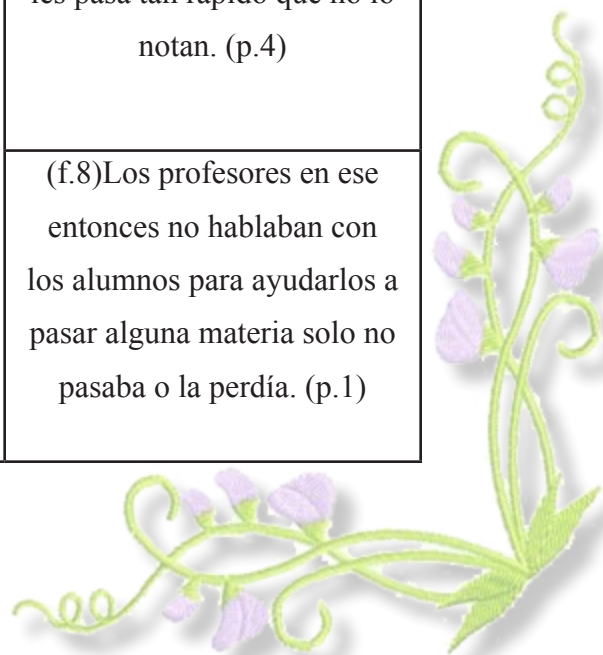 notan. (p.4)
(f.8)Los profesores en ese
entonces no hablaban con
los alumnos para ayudarlos a
pasar alguna materia solo no
pasaba o la perdía. (p.1)